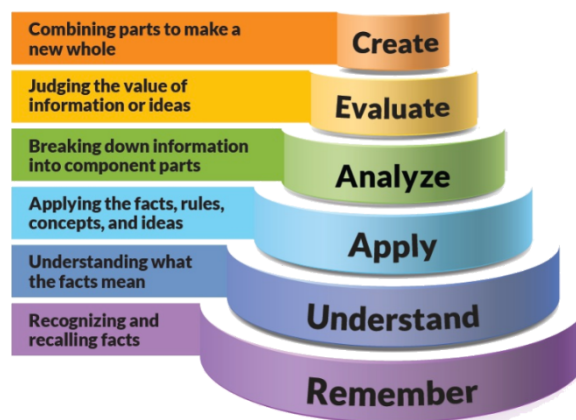 Combining parts to make a
new whole
Create
Judging the value of
information or ideas
Evaluate
Breaking down information
into component parts
Analyze
Applying the facts, rules,
concepts, and ideas
Apply
Understanding what
the facts mean
Understand
Recognizing and
recalling facts
Remember